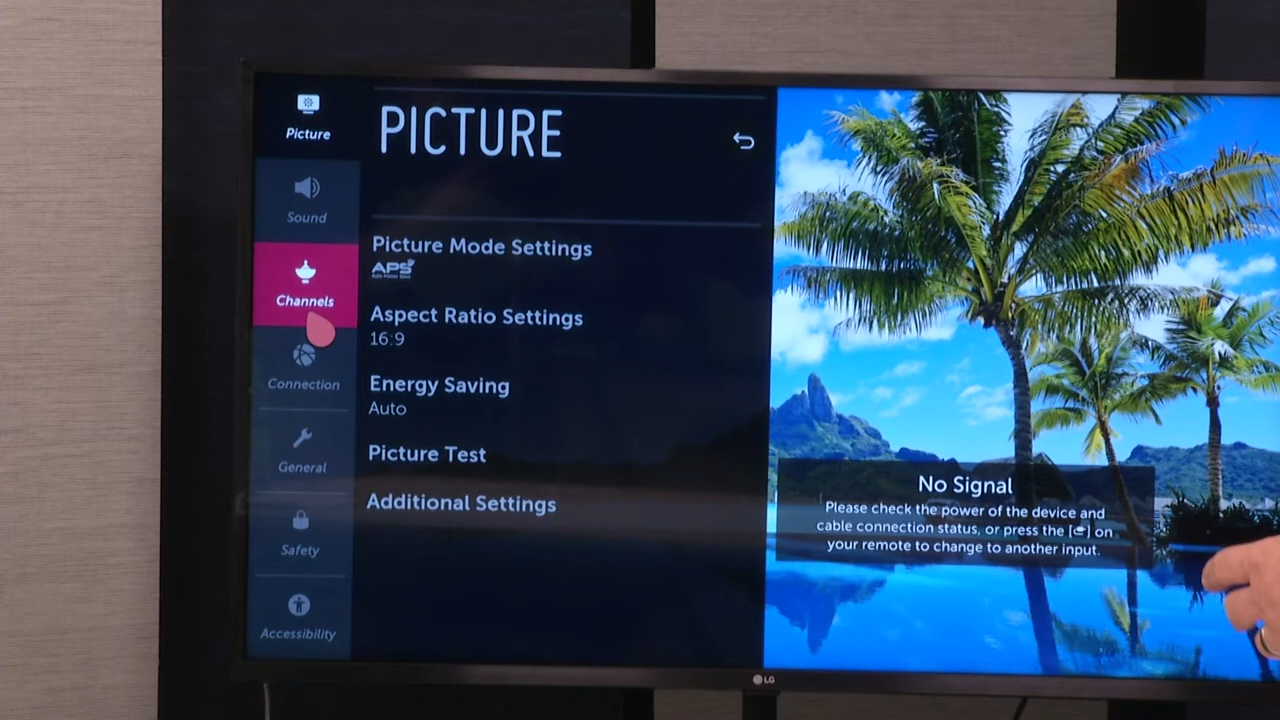 Picture
Sound
Channels
Connection
General
Safety
Accessibility
PICTURE
Picture Mode Settings
APS
Aspect Ratio Settings
16:9
Energy Saving
Auto
Picture Test
Additional Settings
No Signal
Please check the power of the device and
cable connection status, or press the [ ] on
your remote to change to another input.
LG